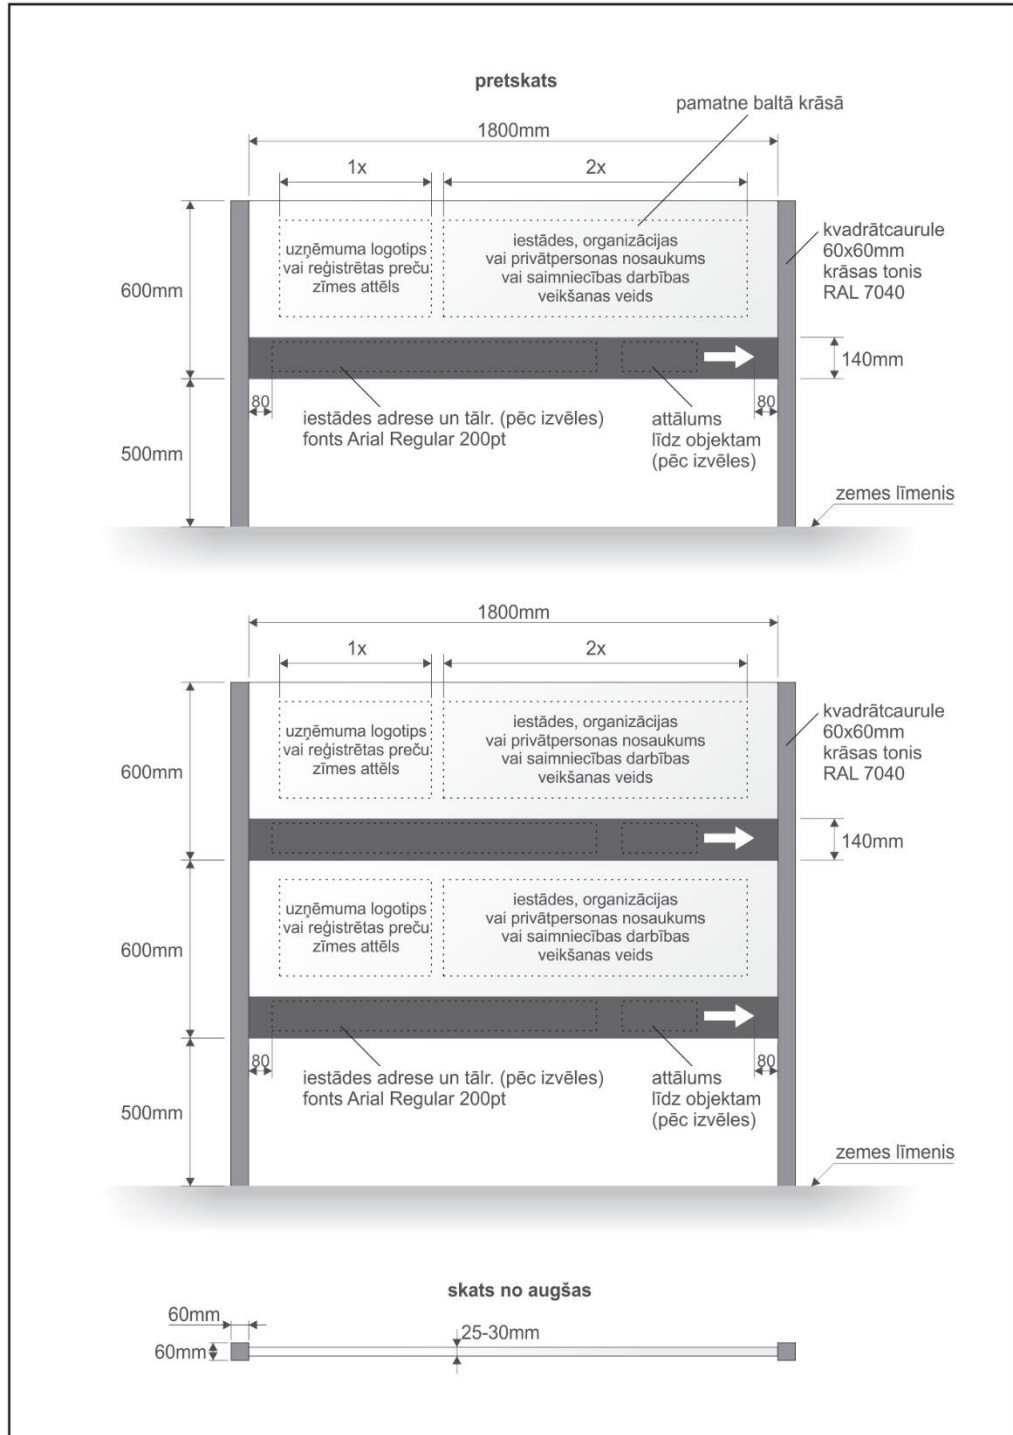 pretskats
pamatne baltā krāsā
1800mm
1x
2x
600mm
uzņēmuma logotips
vai reģistrētas preču
zīmes attēls
iestādes, organizācijas
vai privātpersonas nosaukums
vai saimniecības darbības
veikšanas veids
kvadrātcaurule
60x60mm
krāsas tonis
RAL 7040
140mm
80
80
iestādes adrese un tālr. (pēc izvēles)
fonts Arial Regular 200pt
attālums
līdz objektam
(pēc izvēles)
500mm
zemes līmenis
1800mm
1x
2x
600mm
uzņēmuma logotips
vai reģistrētas preču
zīmes attēls
iestādes, organizācijas
vai privātpersonas nosaukums
vai saimniecības darbības
veikšanas veids
kvadrātcaurule
60x60mm
krāsas tonis
RAL 7040
140mm
600mm
uzņēmuma logotips
vai reģistrētas preču
zīmes attēls
iestādes, organizācijas
vai privātpersonas nosaukums
vai saimniecības darbības
veikšanas veids
80
80
iestādes adrese un tālr. (pēc izvēles)
fonts Arial Regular 200pt
attālums
līdz objektam
(pēc izvēles)
500mm
zemes līmenis
skats no augšas
60mm
25-30mm
60mm